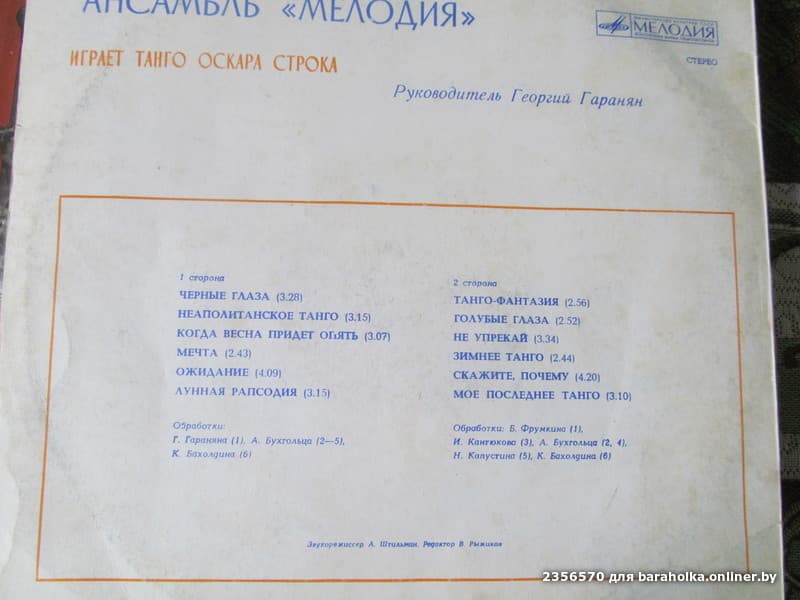 АНСАМБЛЬ «МЕЛОДИЯ»
МЕЛОДИЯ
СТЕРЕО
ИГРАЕТ ТАНГО ОСКАРА СТРОКА
Руководитель Георгий Гаранян
1 сторона
ЧЕРНЫЕ ГЛАЗА (3.28)
НЕАПОЛИТАНСКОЕ ТАНГО (3.15)
КОГДА ВЕСНА ПРИДЕТ ОПЯТЬ (3.07)
МЕЧТА (2.43)
ОЖИДАНИЕ (4.09)
ЛУННАЯ РАПСОДИЯ (3.15)
Обработки:
Г. Гараняна (1), А. Бухгольца (2—5),
К. Бахолдина (6)
2 сторона
ТАНГО-ФАНТАЗИЯ (2.56)
ГОЛУБЫЕ ГЛАЗА (2.52)
НЕ УПРЕКАЙ (3.34)
ЗИМНЕЕ ТАНГО (2.44)
СКАЖИТЕ, ПОЧЕМУ (4.20)
МОЕ ПОСЛЕДНЕЕ ТАНГО (3.10)
Обработки: Б. Фрумкина (1),
И. Кантюкова (3), А. Бухгольца (2, 4),
Н. Капустина (5), К. Бахолдина (6)
Звукорежиссер А. Штильман. Редактор В. Рыжиков
2356570 для baraholka.onliner.by